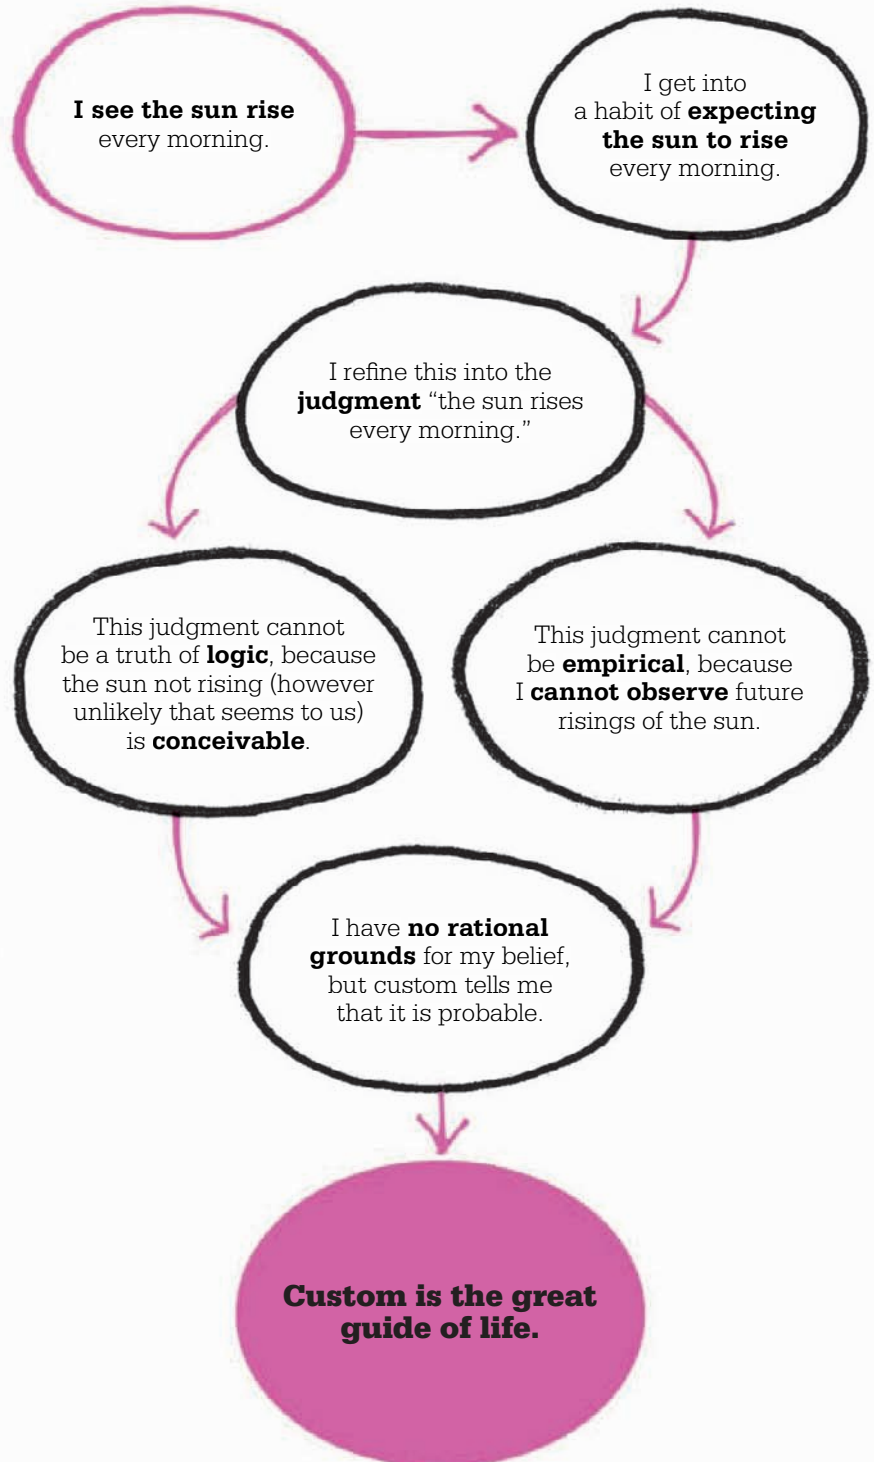 I see the sun rise
every morning.
I get into
a habit of expecting
the sun to rise
every morning.
I refine this into the
judgment “the sun rises
every morning.”
This judgment cannot
be a truth of logic, because
the sun not rising (however
unlikely that seems to us)
is conceivable.
This judgment cannot
be empirical, because
I cannot observe future
risings of the sun.
I have no rational
grounds for my belief,
but custom tells me
that it is probable.
Custom is the great
guide of life.